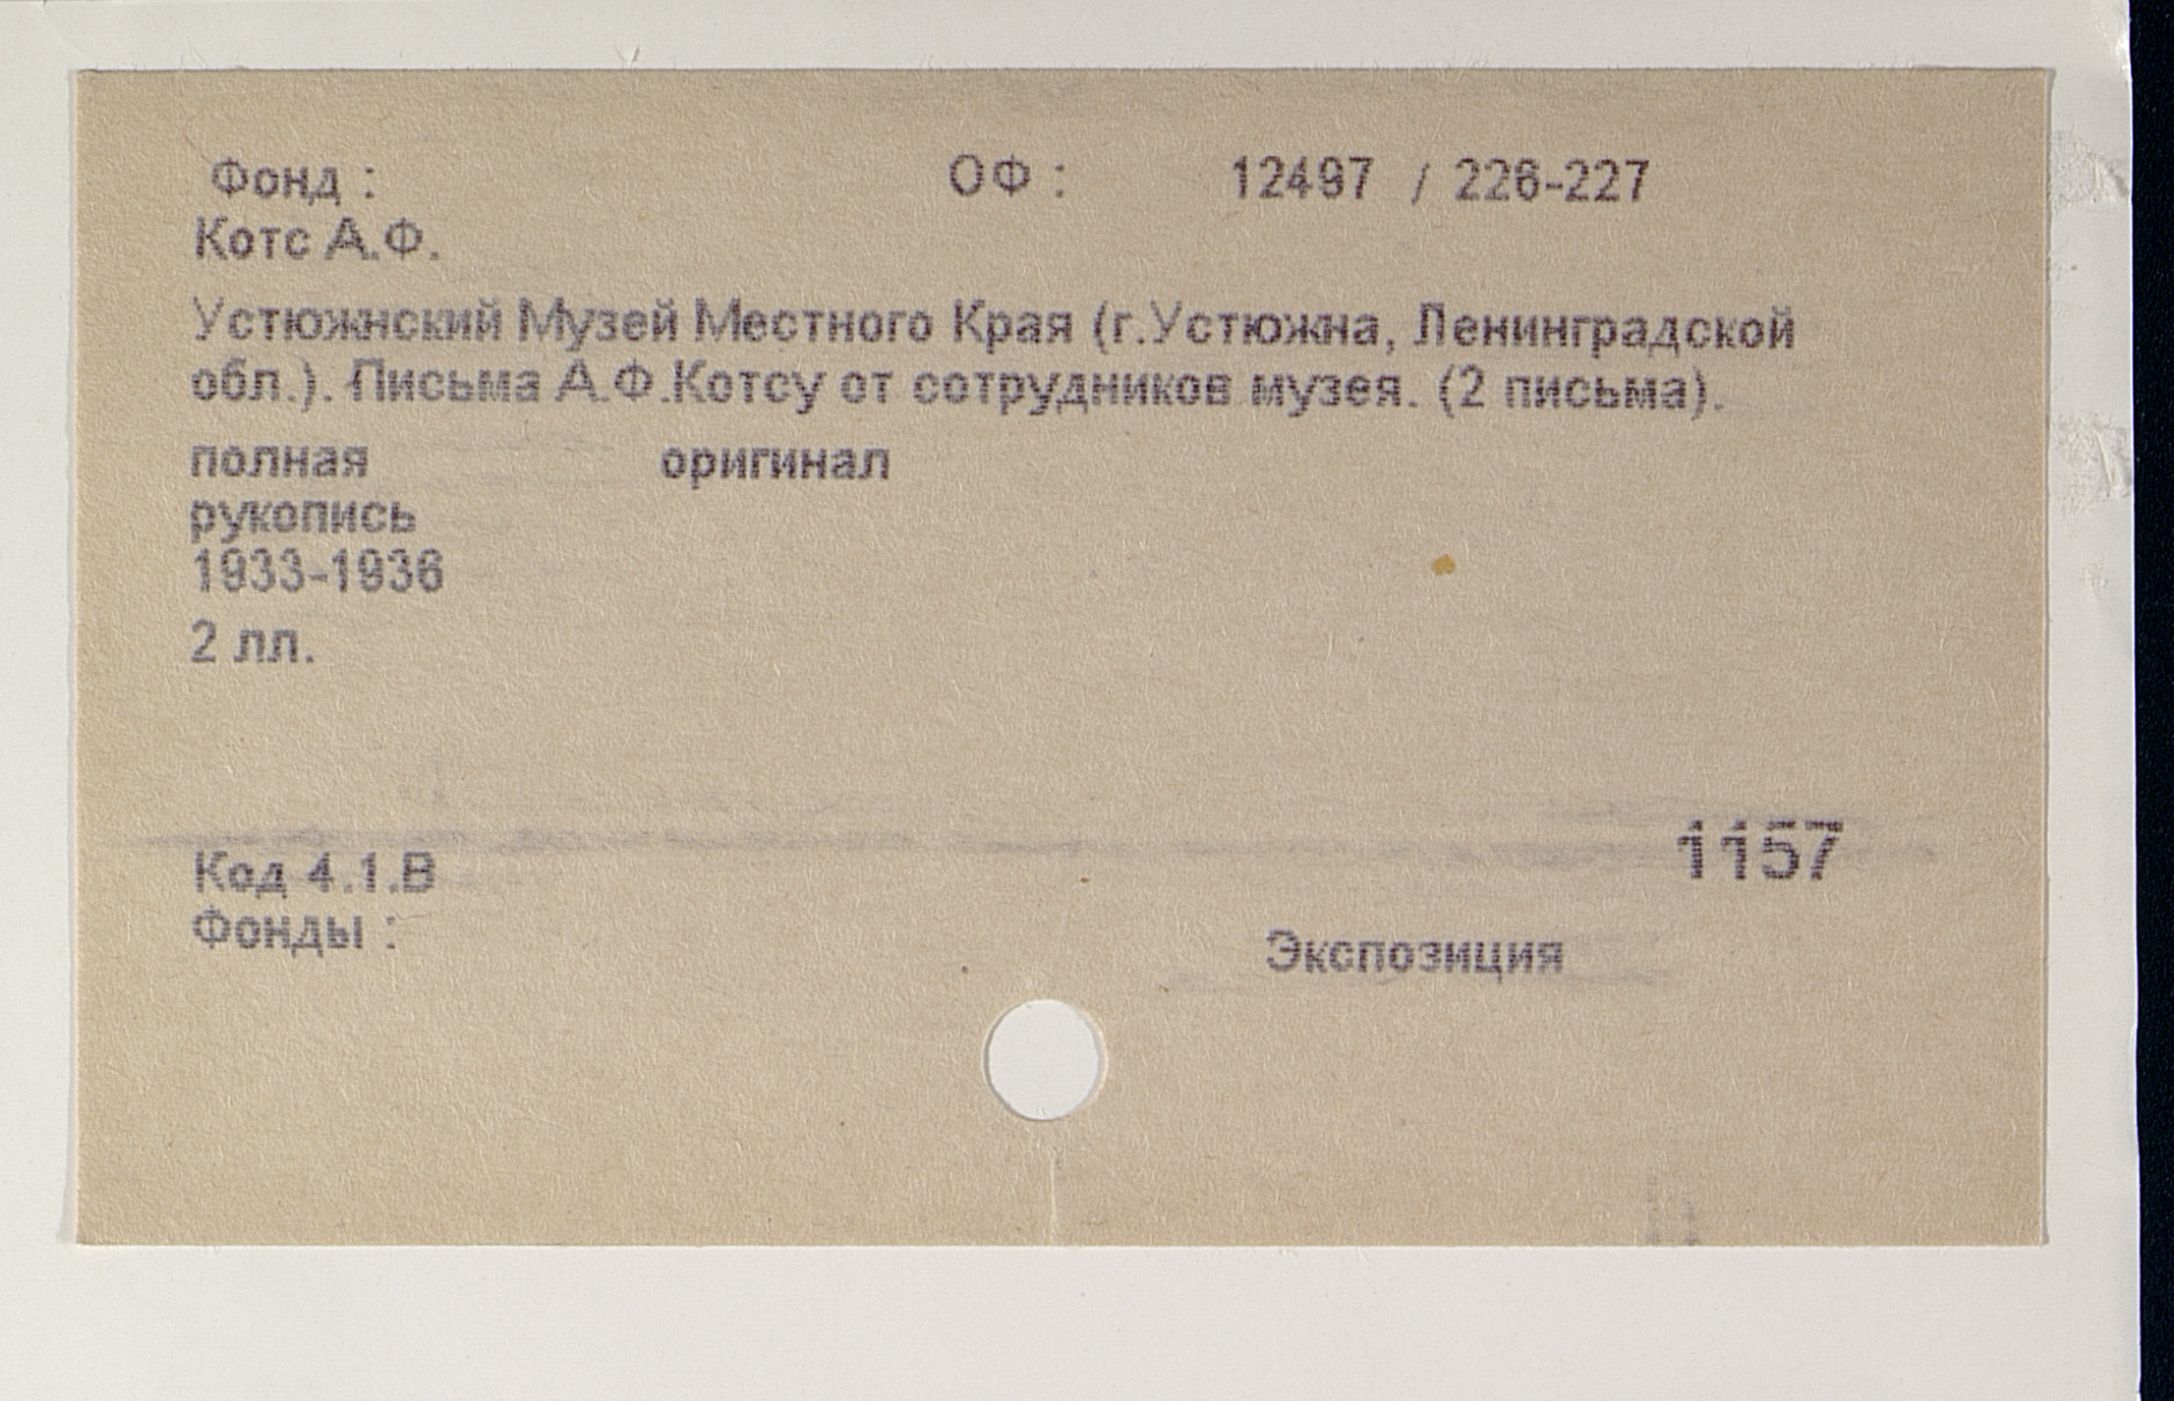 Фонд : ОФ : 12497 / 226-227
Котс А.Ф.
Устюжнский Музей Местного Края (г.Устюжна, Ленинградской
обл.). Письма А.Ф.Котсу от сотрудников музея. (2 письма).
полная оригинал
рукопись
1933-1936
2 лл.
1157
Код 4.1.В
Фонды :
Экспозиция